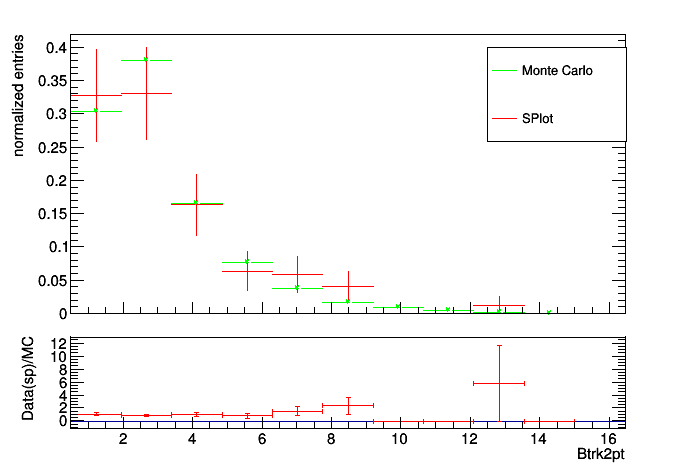 normalized entries
0.4
0.35
0.3
0.25
0.2
0.15
0.1
0.05
0
Monte Carlo
SPlot
Data(sp)/MC
12
10
8
6
4
2
0
2 4 6 8 10 12 14 16
Btrk2pt